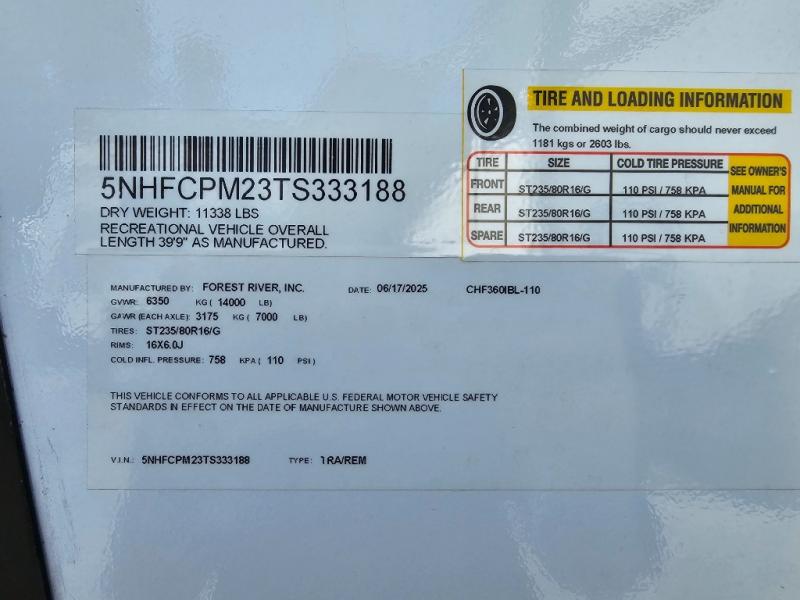 TIRE AND LOADING INFORMATION
The combined weight of cargo should never exceed
1181 kgs or 2603 lbs.
TIRE SIZE COLD TIRE PRESSURE
FRONT ST235/80R16/G 110 PSI / 758 KPA
REAR ST235/80R16/G 110 PSI / 758 KPA
SPARE ST235/80R16/G 110 PSI / 758 KPA
SEE OWNER'S
MANUAL FOR
ADDITIONAL
INFORMATION
5NHFCPM23TS333188
DRY WEIGHT: 11338 LBS
RECREATIONAL VEHICLE OVERALL
LENGTH 39'9" AS MANUFACTURED.
MANUFACTURED BY: FOREST RIVER, INC. DATE: 06/17/2025 CHF360IBL-110
GVWR: 6350 KG ( 14000 LB)
GAWR (EACH AXLE): 3175 KG ( 7000 LB)
TIRES: ST235/80R16/G
RIMS: 16X6.0J
COLD INFL. PRESSURE: 758 KPA ( 110 PSI)
THIS VEHICLE CONFORMS TO ALL APPLICABLE U.S. FEDERAL MOTOR VEHICLE SAFETY
STANDARDS IN EFFECT ON THE DATE OF MANUFACTURE SHOWN ABOVE.
V.I.N.: 5NHFCPM23TS333188 TYPE: TRA/REM